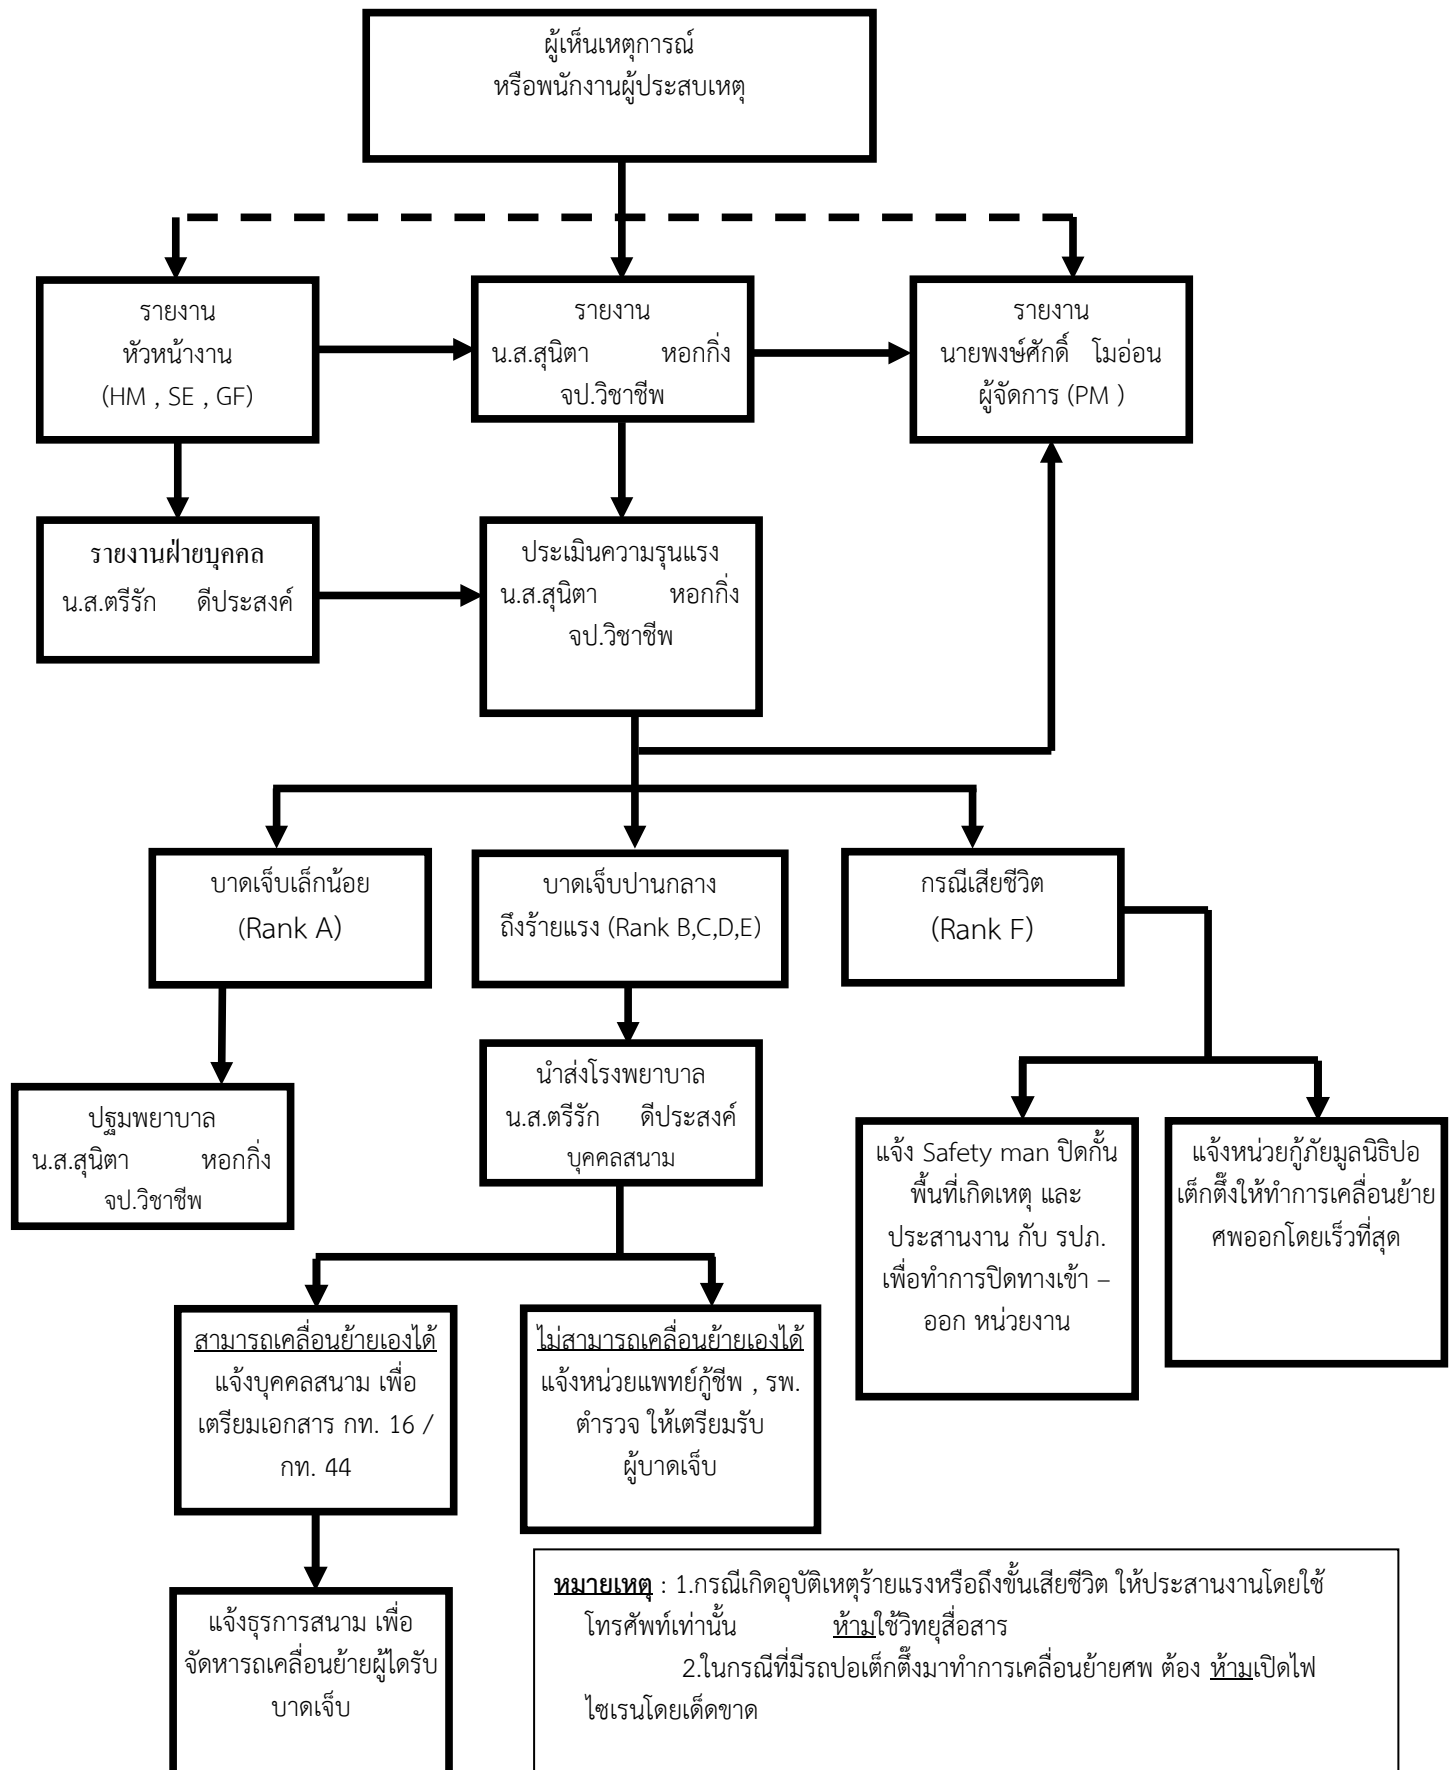 ผู้เห็นเหตุการณ์
หรือพนักงานผู้ประสบเหตุ
รายงาน
หัวหน้างาน
(HM , SE , GF)
รายงาน
น.ส.สุนิตา หอกกิ่ง
จป.วิชาชีพ
รายงาน
นายพงษ์ศักดิ์ โมอ่อน
ผู้จัดการ (PM )
รายงานฝ่ายบุคคล
น.ส.ตรีรัก ดีประสงค์
ประเมินความรุนแรง
น.ส.สุนิตา หอกกิ่ง
จป.วิชาชีพ
บาดเจ็บเล็กน้อย
(Rank A)
บาดเจ็บปานกลาง
ถึงร้ายแรง (Rank B,C,D,E)
กรณีเสียชีวิต
(Rank F)
ปฐมพยาบาล
น.ส.สุนิตา หอกกิ่ง
จป.วิชาชีพ
นำส่งโรงพยาบาล
น.ส.ตรีรัก ดีประสงค์
บุคคลสนาม
แจ้ง Safety man ปิดกั้น
พื้นที่เกิดเหตุ และ
ประสานงาน กับ รปภ.
เพื่อทำการปิดทางเข้า –
ออก หน่วยงาน
แจ้งหน่วยกู้ภัยมูลนิธิปอ
เต็กตึ๊งให้ทำการเคลื่อนย้าย
ศพออกโดยเร็วที่สุด
สามารถเคลื่อนย้ายเองได้
แจ้งบุคคลสนาม เพื่อ
เตรียมเอกสาร กท. 16 /
กท. 44
ไม่สามารถเคลื่อนย้ายเองได้
แจ้งหน่วยแพทย์กู้ชีพ , รพ.
ตำรวจ ให้เตรียมรับ
ผู้บาดเจ็บ
แจ้งธุรการสนาม เพื่อ
จัดหารถเคลื่อนย้ายผู้ไดรับ
บาดเจ็บ
หมายเหตุ : 1.กรณีเกิดอุบัติเหตุร้ายแรงหรือถึงขั้นเสียชีวิต ให้ประสานงานโดยใช้
โทรศัพท์เท่านั้น ห้ามใช้วิทยุสื่อสาร
2.ในกรณีที่มีรถปอเต็กตึ๊งมาทำการเคลื่อนย้ายศพ ต้อง ห้ามเปิดไฟ
ไซเรนโดยเด็ดขาด